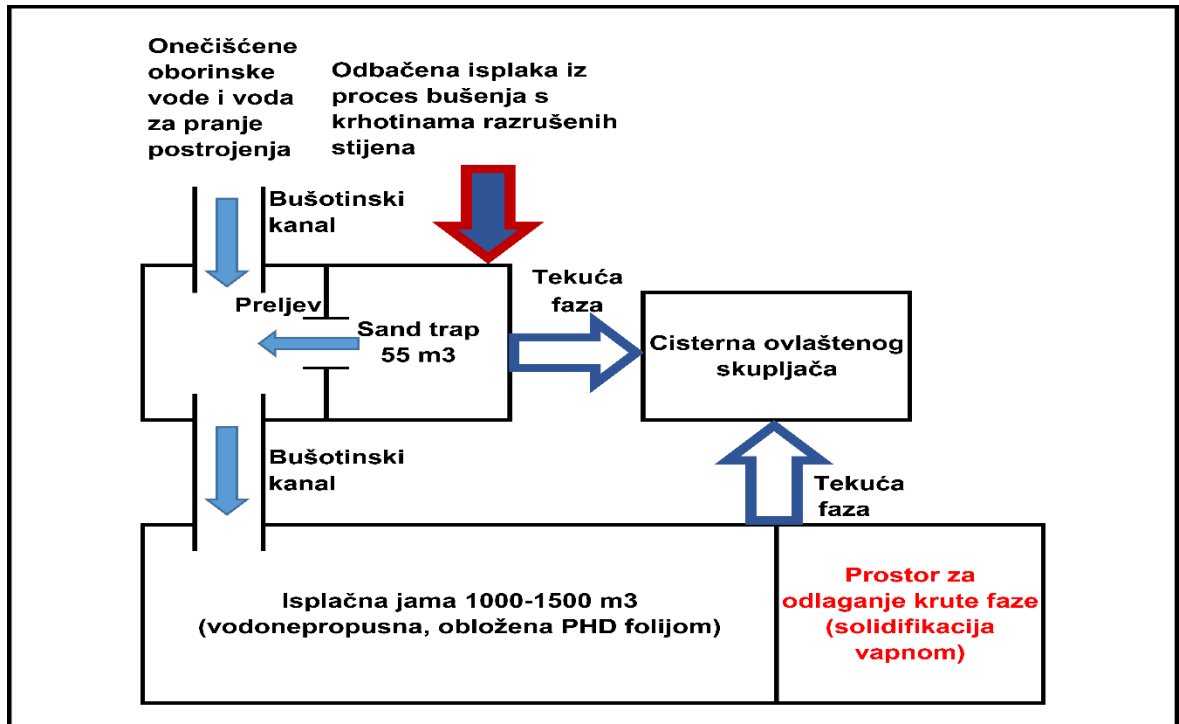 Onečišćene
oborinske
vode i voda
za pranje
postrojenja
Odbačena isplaka iz
proces bušenja s
krhotinama razrušenih
stijena
Bušotinski
kanal
Preljev
Sand trap
55 m3
Tekuća
faza
Cisterna ovlaštenog
skupljača
Bušotinski
kanal
Tekuća
faza
Isplačna jama 1000-1500 m3
(vodonepropusna, obložena PHD folijom)
Prostor za
odlaganje krute faze
(solidifikacija
vapnom)